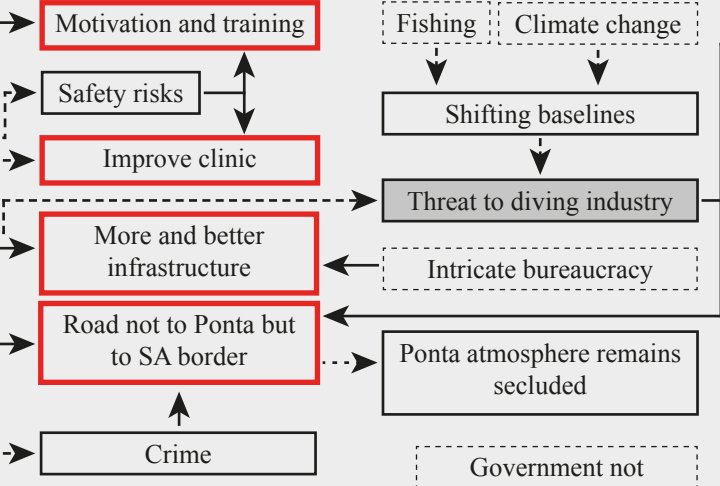 Motivation and training
Safety risks
Improve clinic
More and better
infrastructure
Road not to Ponta but
to SA border
Crime
Fishing
Climate change
Shifting baselines
Threat to diving industry
Intricate bureaucracy
Ponta atmosphere remains
secluded
Government not